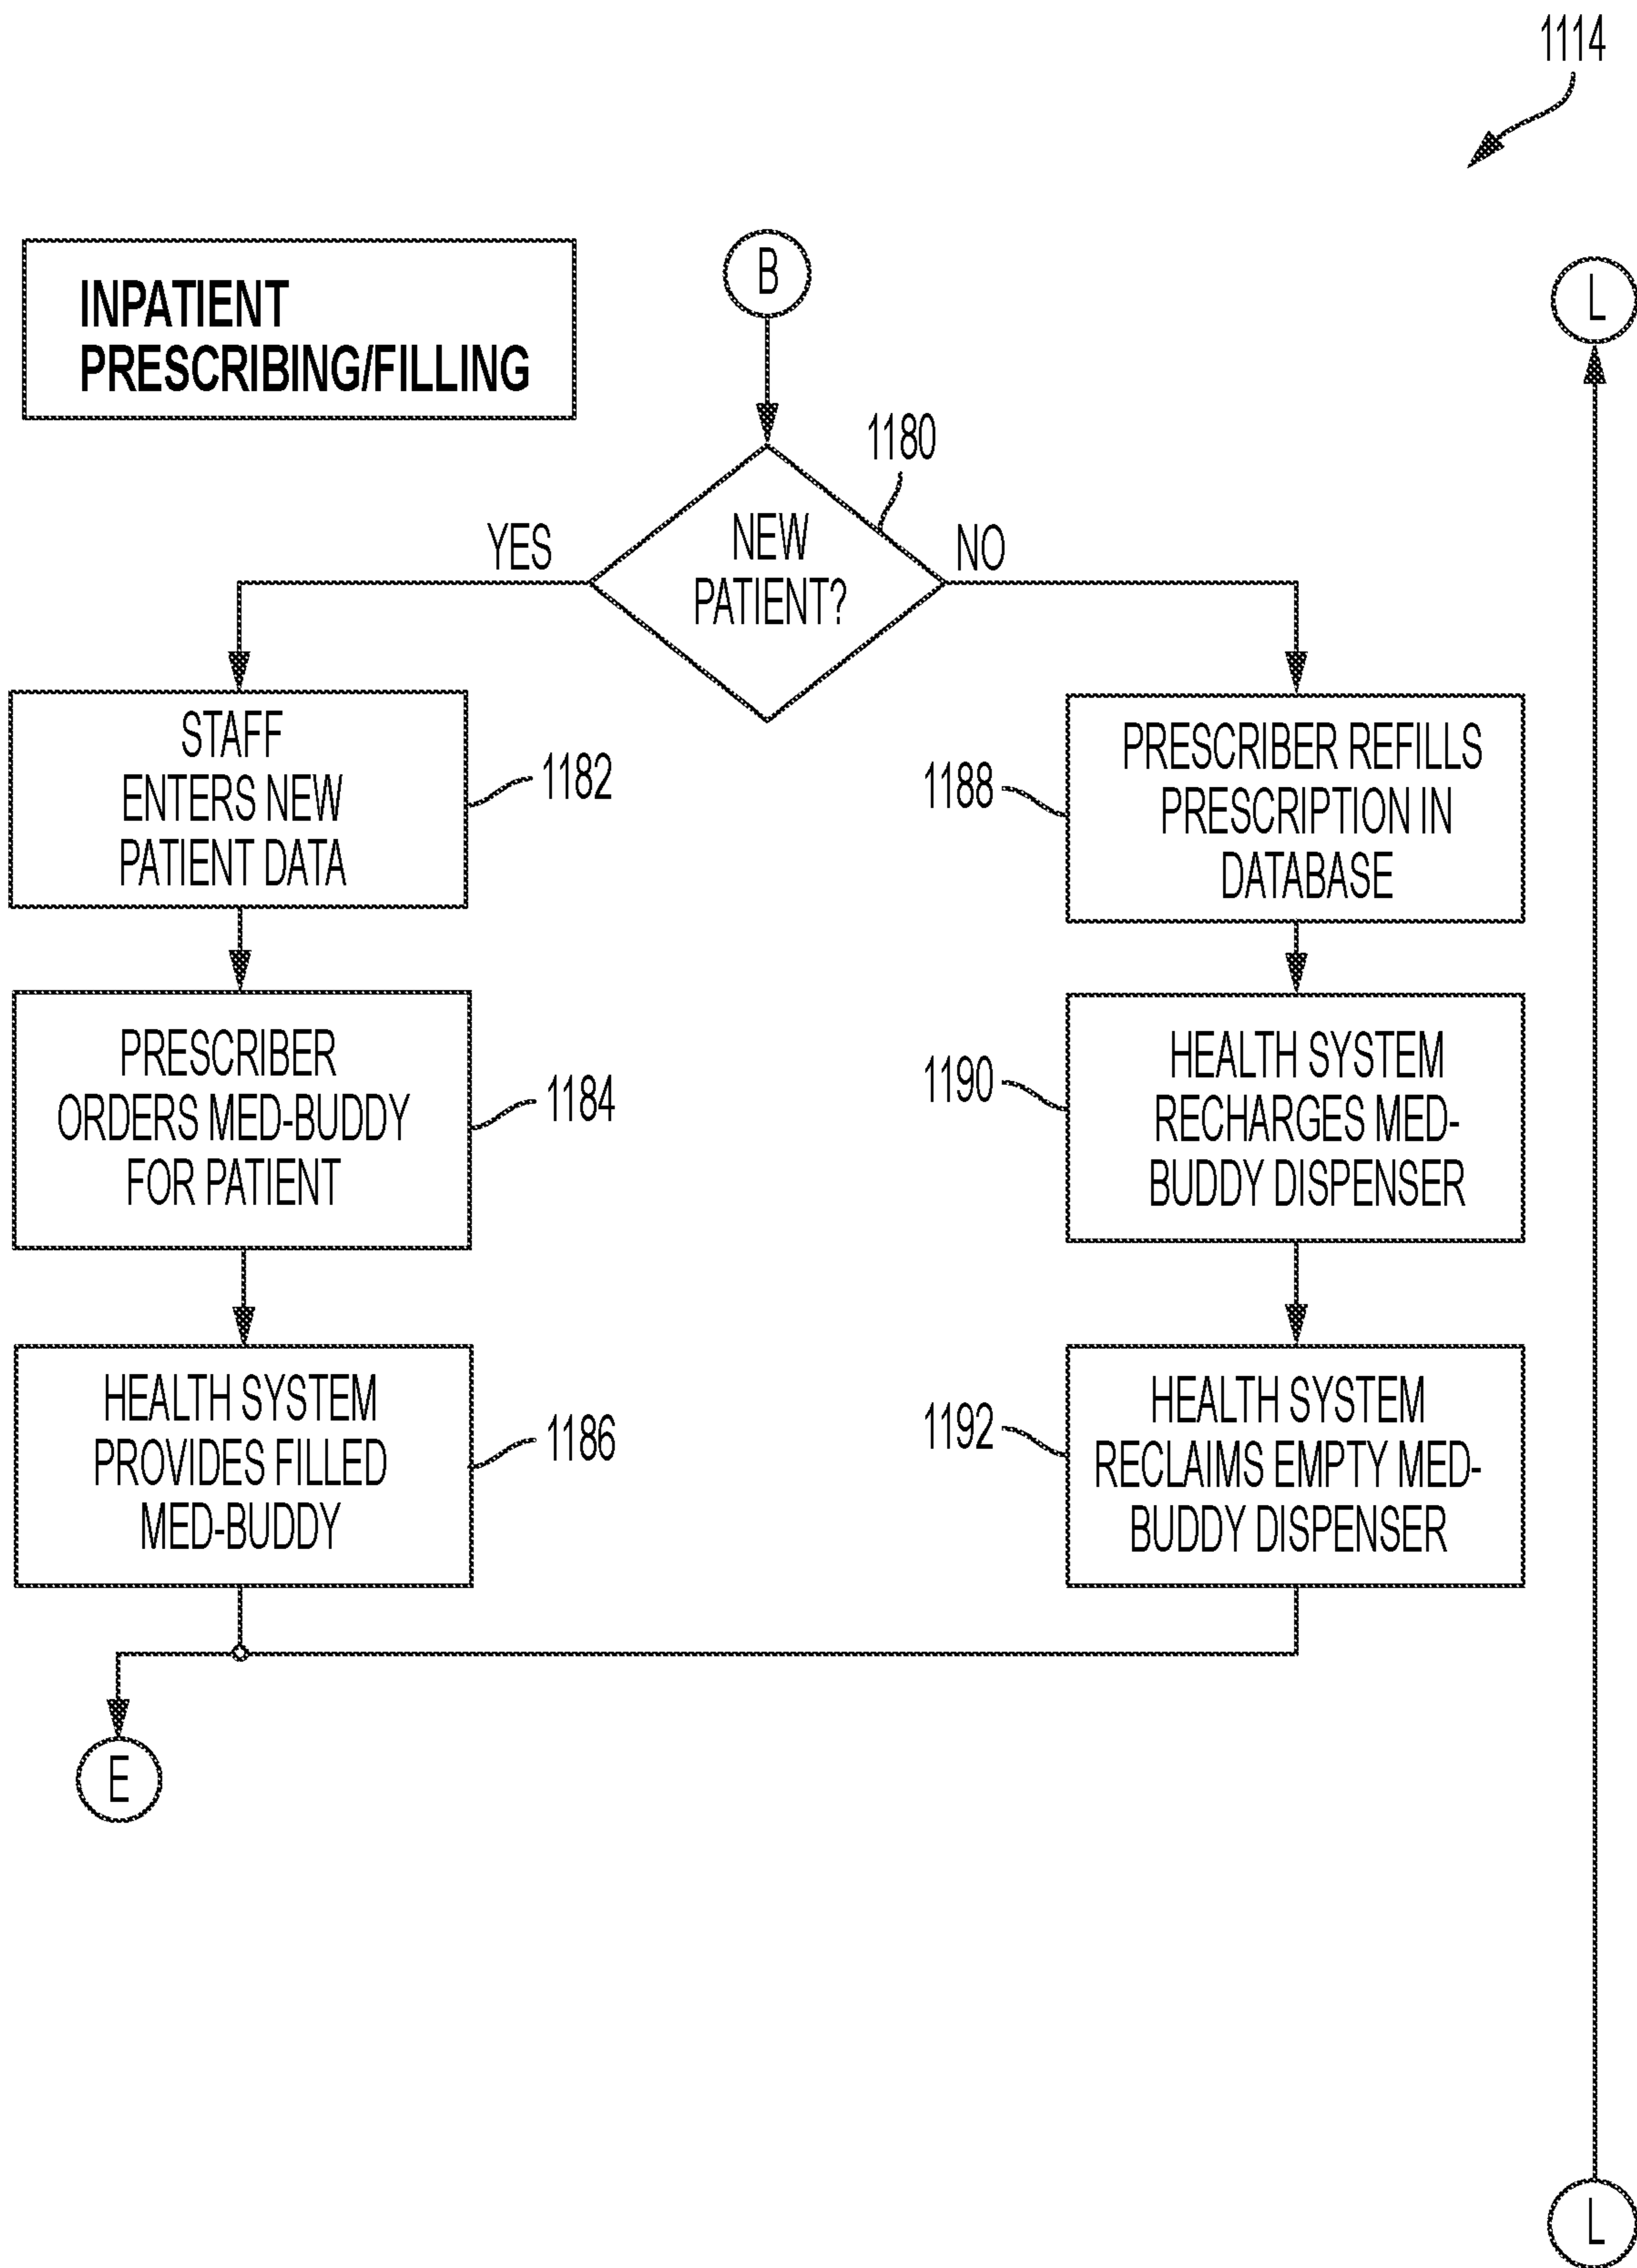 1114
INPATIENT
PRESCRIBING/FILLING
B
L
1180
YES
NEW
PATIENT?
NO
STAFF
ENTERS NEW
PATIENT DATA
1182
1188
PRESCRIBER REFILLS
PRESCRIPTION IN
DATABASE
PRESCRIBER
ORDERS MED-BUDDY
FOR PATIENT
1184
1190
HEALTH SYSTEM
RECHARGES MED-
BUDDY DISPENSER
HEALTH SYSTEM
PROVIDES FILLED
MED-BUDDY
1186
1192
HEALTH SYSTEM
RECLAIMS EMPTY MED-
BUDDY DISPENSER
E
L